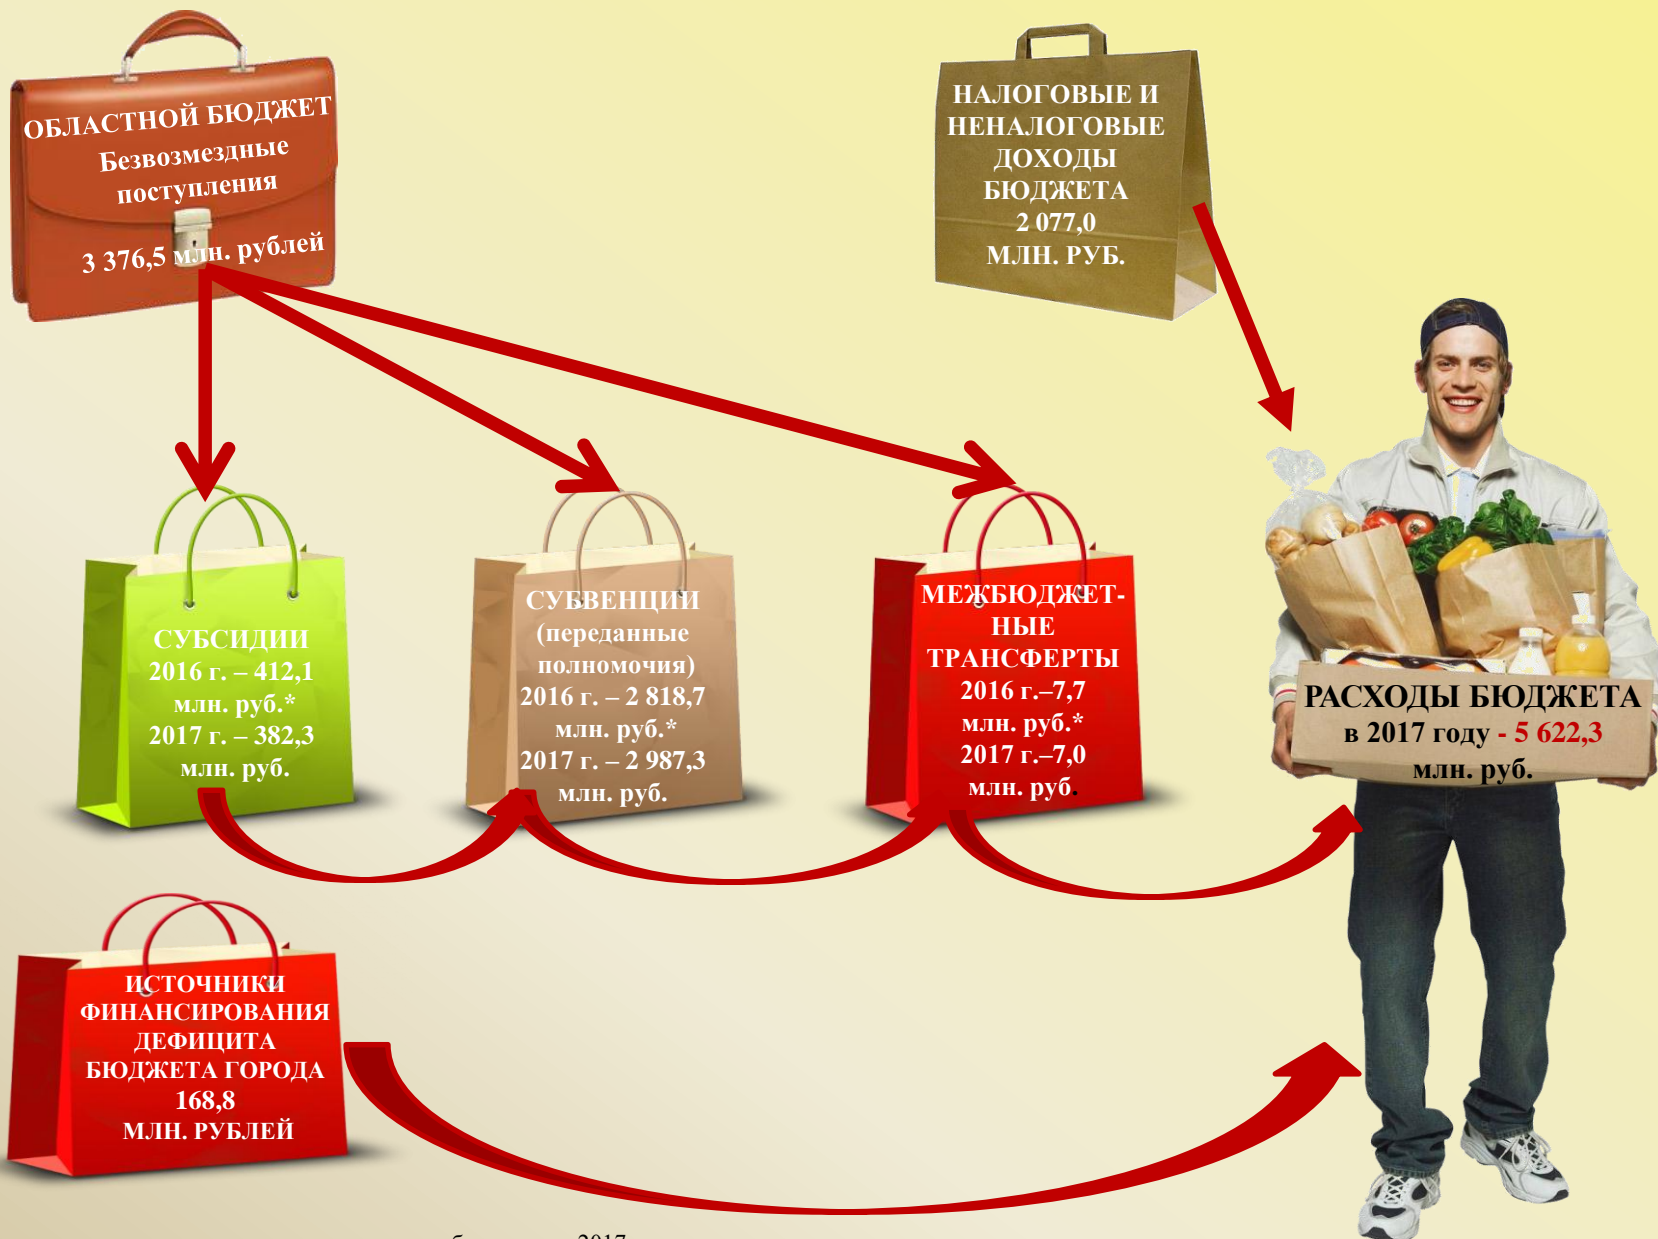 ОБЛАСТНОЙ БЮДЖЕТ
Безвозмездные
поступления
3 376,5 млн. рублей
НАЛОГОВЫЕ И
НЕНАЛОГОВЫЕ
ДОХОДЫ
БЮДЖЕТА
2 077,0
МЛН. РУБ.
СУБСИДИИ
2016 г. – 412,1
млн. руб.*
2017 г. – 382,3
млн. руб.
СУБВЕНЦИИ
(переданные
полномочия)
2016 г. – 2 818,7
млн. руб.*
2017 г. – 2 987,3
млн. руб.
МЕЖБЮДЖЕТ-
НЫЕ
ТРАНСФЕРТЫ
2016 г.–7,7
млн. руб.*
2017 г.–7,0
млн. руб.
РАСХОДЫ БЮДЖЕТА
в 2017 году - 5 622,3
млн. руб.
ИСТОЧНИКИ
ФИНАНСИРОВАНИЯ
ДЕФИЦИТА
БЮДЖЕТА ГОРОДА
168,8
МЛН. РУБЛЕЙ
2017